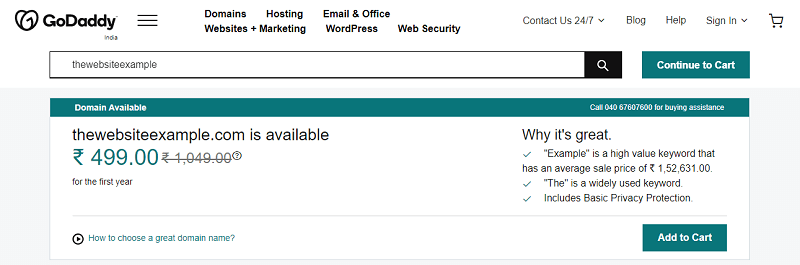 GoDaddy
India
Domains Hosting Email & Office
Websites + Marketing WordPress Web Security
Contact Us 24/7 Blog Help Sign In
thewebsiteexample
Continue to Cart
Domain Available
Call 040 67607600 for buying assistance
thewebsiteexample.com is available
₹ 499.00 ₹ 1,049.00 ?
for the first year
Why it's great.
"Example" is a high value keyword that
has an average sale price of ₹ 1,52,631.00.
"The" is a widely used keyword.
Includes Basic Privacy Protection.
How to choose a great domain name?
Add to Cart